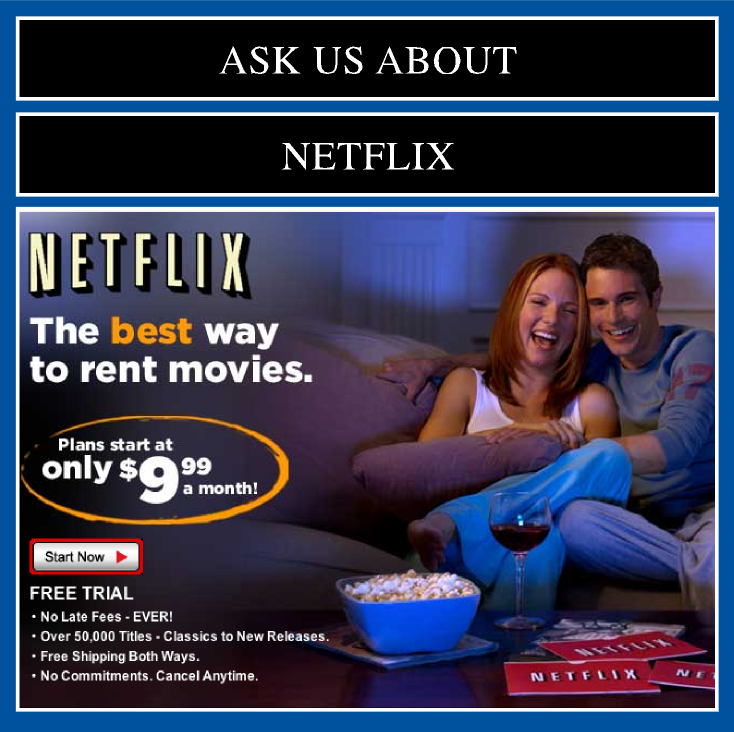 ASK US ABOUT
NETFLIX
NETFLIX
The best way
to rent movies.
Plans start at
only $9.99
a month!
Start Now
FREE TRIAL
• No Late Fees - EVER!
• Over 50,000 Titles - Classics to New Releases.
• Free Shipping Both Ways.
• No Commitments. Cancel Anytime.
NETFLIX
NETFLIX
NE